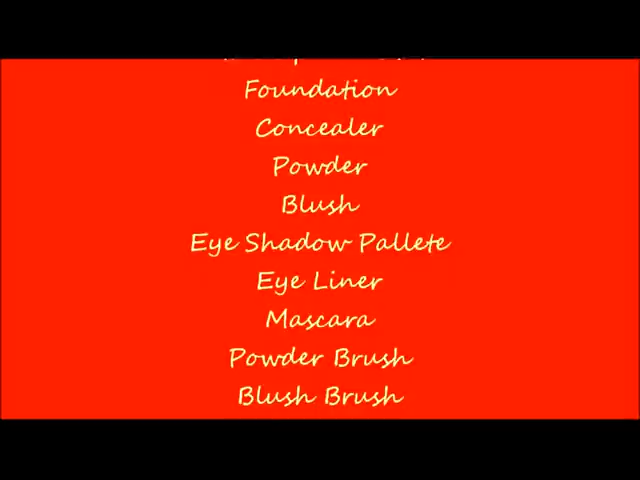 Foundation
Concealer
Powder
Blush
Eye Shadow Pallete
Eye Liner
Mascara
Powder Brush
Blush Brush